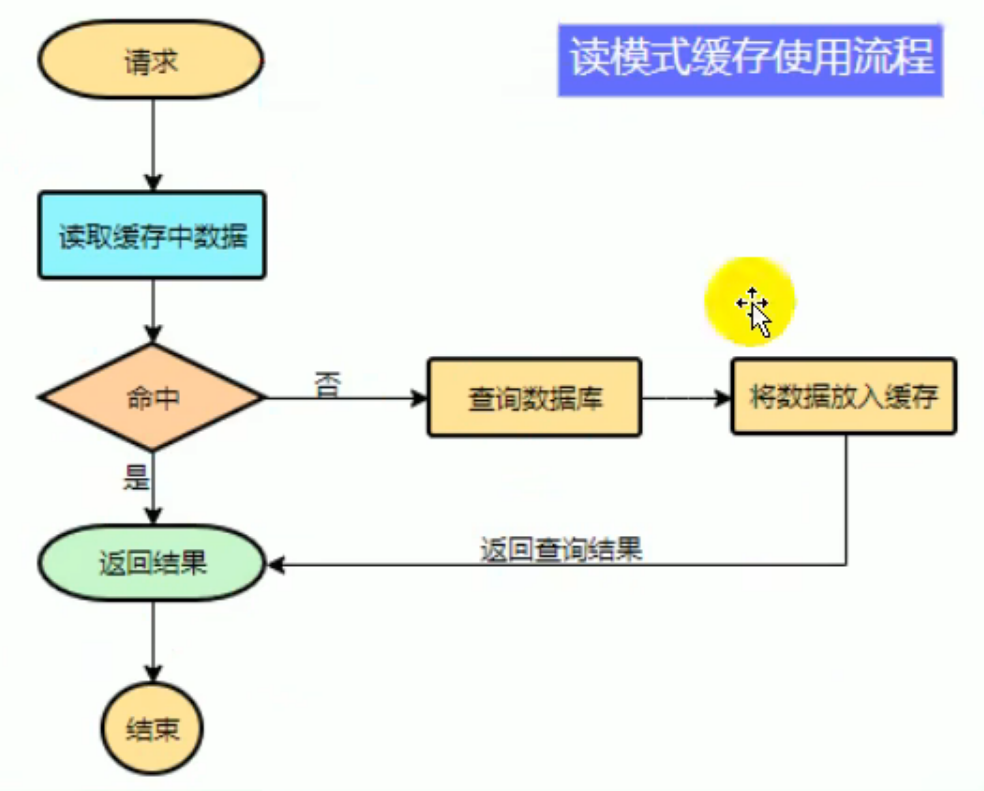 读模式缓存使用流程
请求
读取缓存中数据
命中
否
查询数据库
将数据放入缓存
是
返回查询结果
返回结果
结束